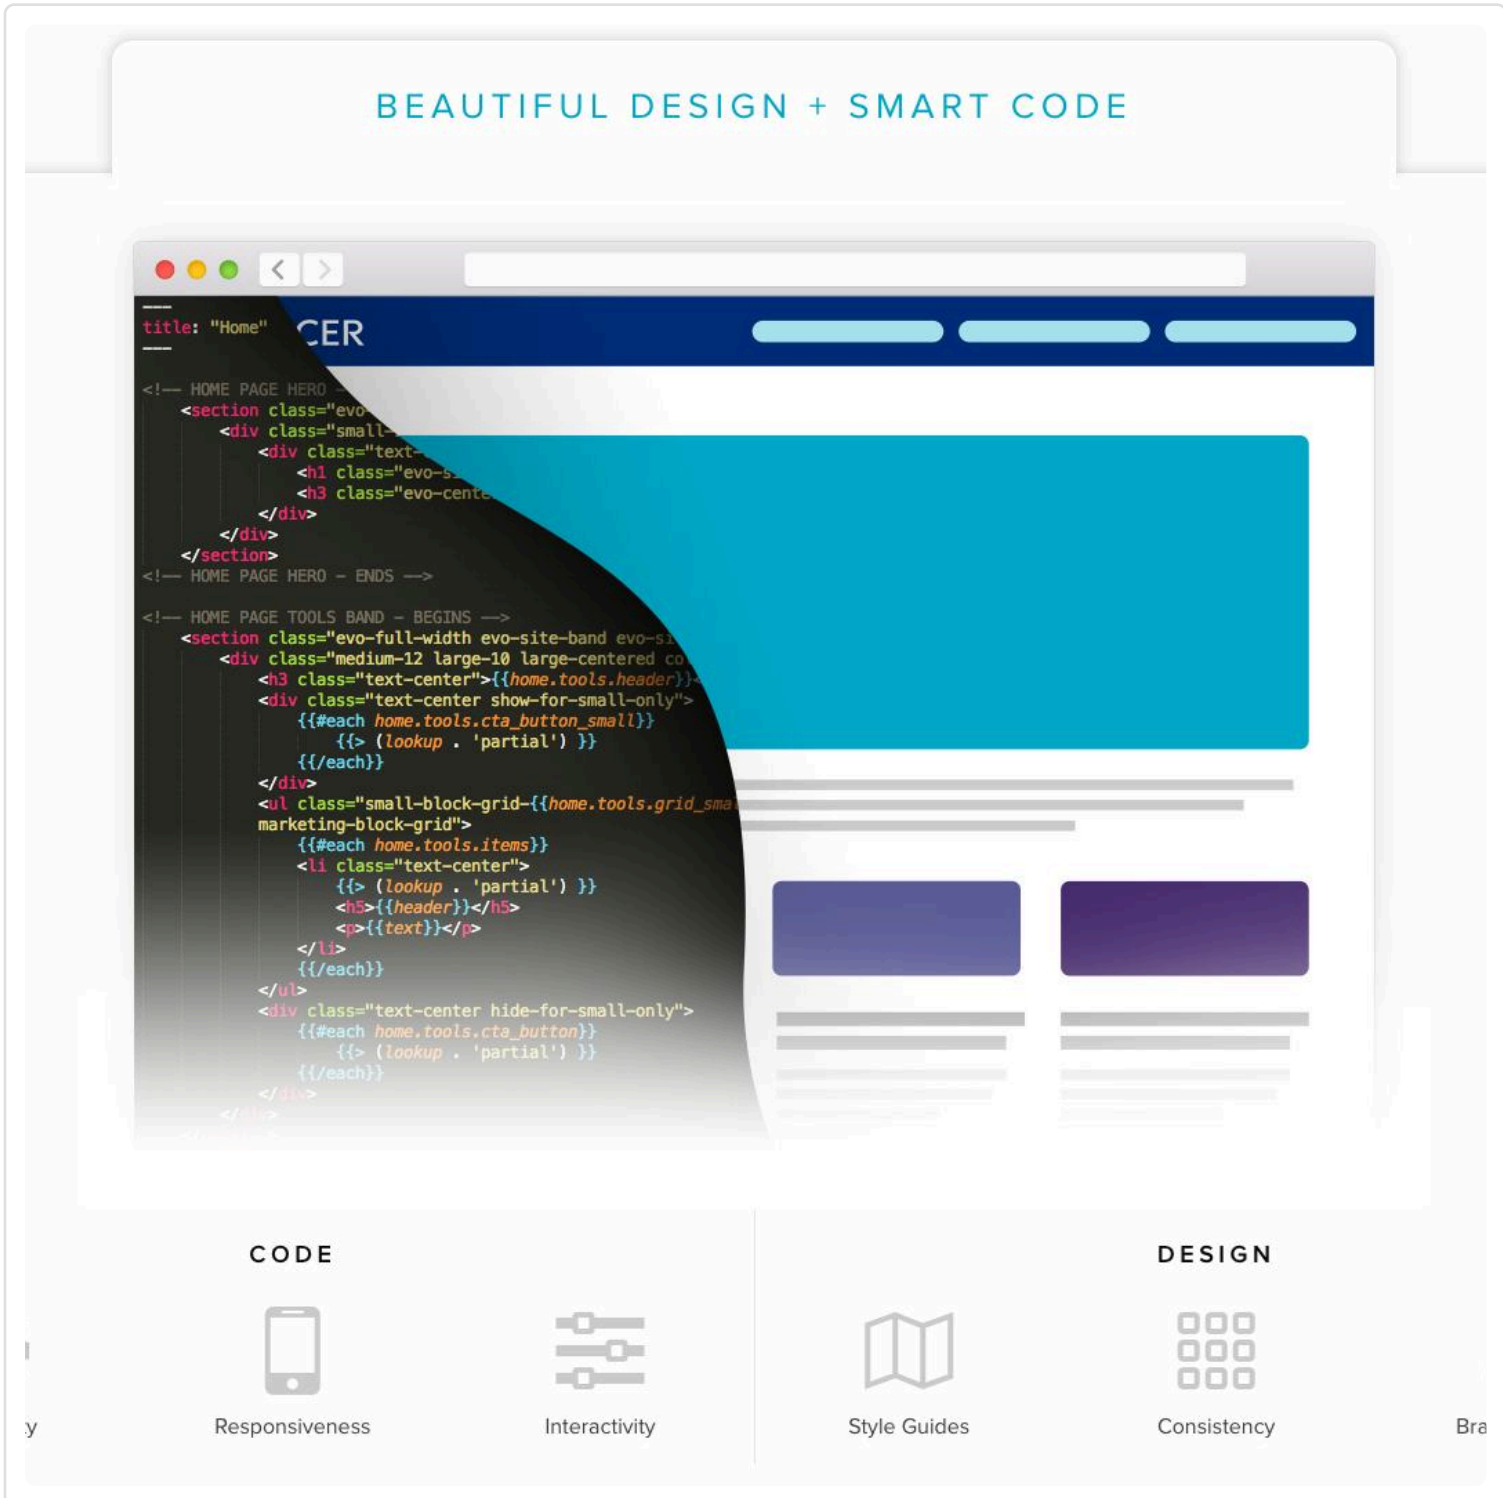 BEAUTIFUL DESIGN + SMART CODE
---
title: "Home"
---
CER
<!-- HOME PAGE HERO -
<section class="evo-
<div class="small-
<div class="text-
<h1 class="evo-s
<h3 class="evo-cente
</div>
</div>
</section>
<!-- HOME PAGE HERO - ENDS -->
<!-- HOME PAGE TOOLS BAND - BEGINS -->
<section class="evo-full-width evo-site-band evo-si
<div class="medium-12 large-10 large-centered co
<h3 class="text-center">{{home.tools.header}}<
<div class="text-center show-for-small-only">
{{#each home.tools.cta_button_small}}
{{> (lookup . 'partial') }}
{{/each}}
</div>
<ul class="small-block-grid-{{home.tools.grid_sma
marketing-block-grid">
{{#each home.tools.items}}
<li class="text-center">
{{> (lookup . 'partial') }}
<h5>{{header}}</h5>
<p>{{text}}</p>
</li>
{{/each}}
</ul>
<div class="text-center hide-for-small-only">
{{#each home.tools.cta_button}}
{{> (lookup . 'partial') }}
{{/each}}
</div>
</div>
CODE
DESIGN
y
Responsiveness
Interactivity
Style Guides
Consistency
Bra